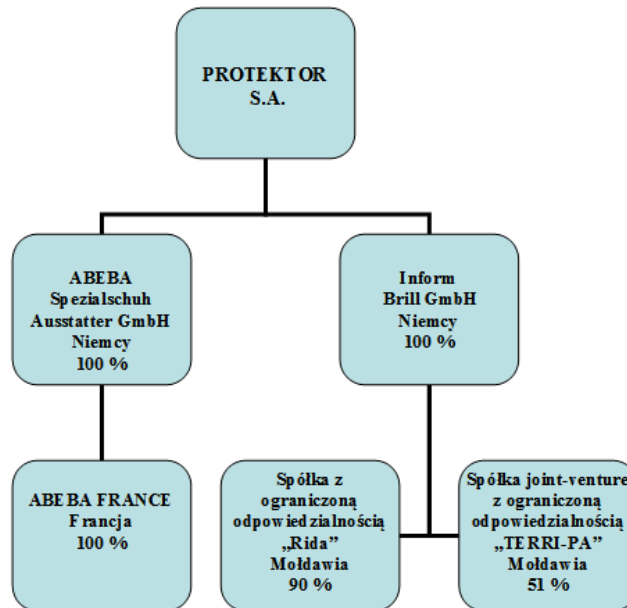 PROTEKTOR
S.A.
ABEBA
Spezialschuh
Ausstatter GmbH
Niemcy
100 %
Inform
Brill GmbH
Niemcy
100 %
ABEBA FRANCE
Francja
100 %
Spółka z
ograniczoną
odpowiedzialnością
„Rida”
Mołdawia
90 %
Spółka joint-venture
z ograniczoną
odpowiedzialnością
„TERRI-PA”
Mołdawia
51 %